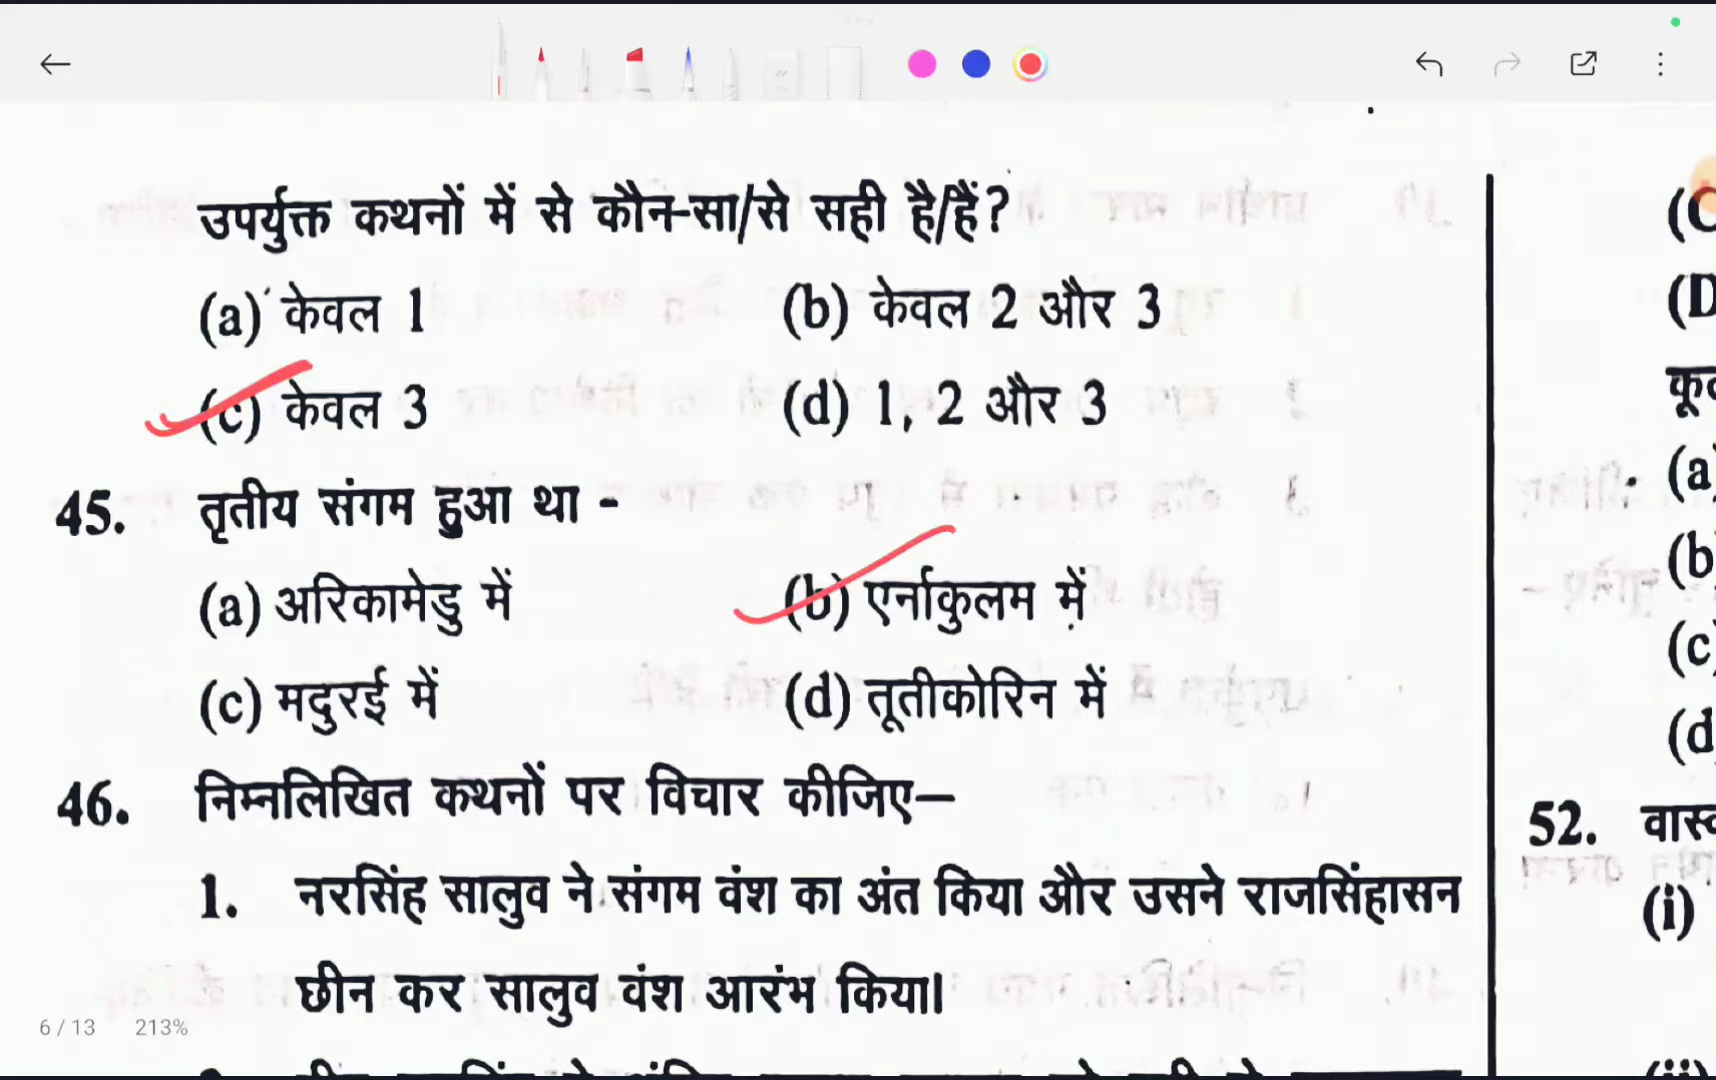 उपर्युक्त कथनों में से कौन-सा/से सही है/हैं?
(a) केवल 1 (b) केवल 2 और 3
(c) केवल 3 (d) 1, 2 और 3
45. तृतीय संगम हुआ था -
(a) अरिकामेडु में (b) एर्नाकुलम में
(c) मदुरई में (d) तूतीकोरिन में
46. निम्नलिखित कथनों पर विचार कीजिए–
1. नरसिंह सालुव ने संगम वंश का अंत किया और उसने राजसिंहासन
छीन कर सालुव वंश आरंभ किया।
6 / 13 213%
(a)
(b)
(c)
(d
52.
(i)